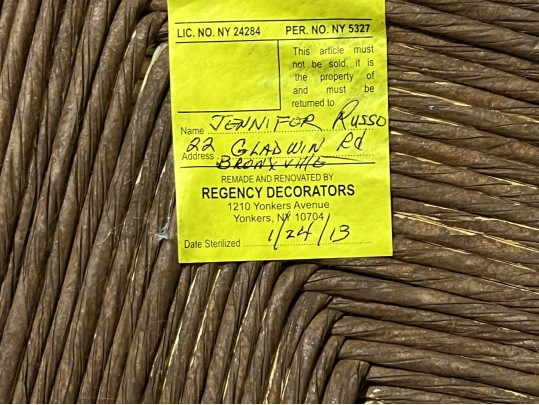 LIC. NO. NY 24284 PER. NO. NY 5327
This article must
not be sold, it is
the property of
and must be
returned to
Name JENNIFOR RUSSO
Address 22 GLADWIN Rd
BRONXVILLE
REMADE AND RENOVATED BY
REGENCY DECORATORS
1210 Yonkers Avenue
Yonkers, NY 10704
Date Sterilized 1/24/13